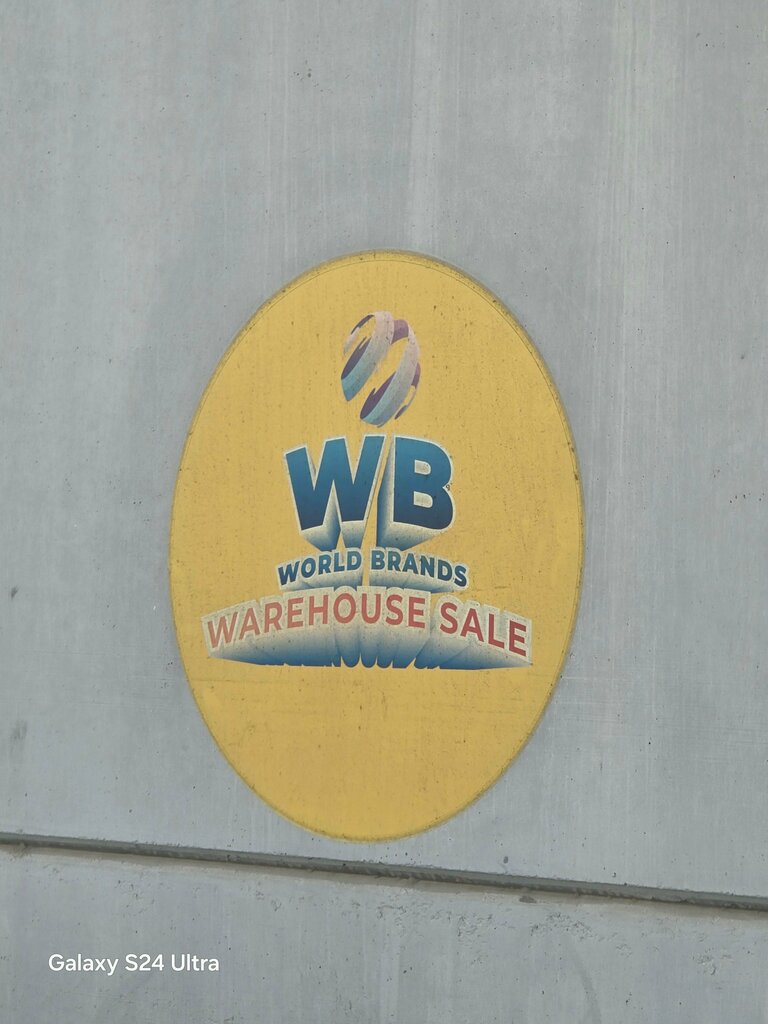 WB
WORLD BRANDS
WAREHOUSE SALE
Galaxy S24 Ultra